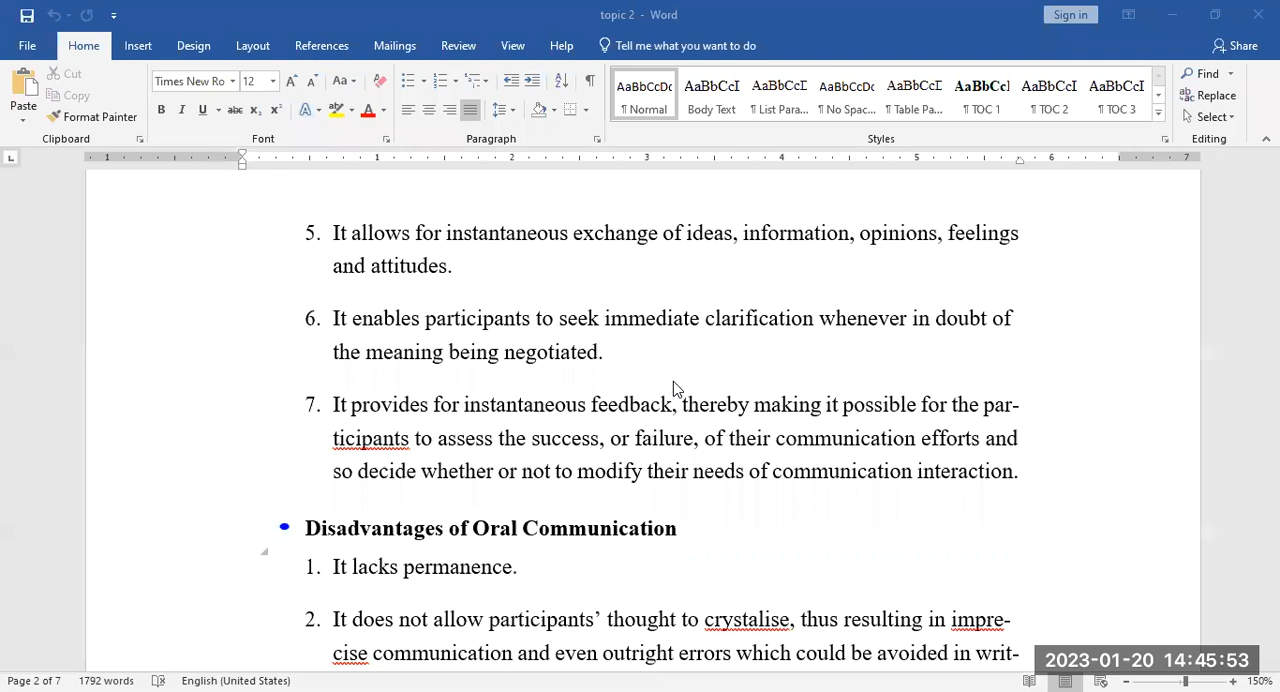 topic 2 - Word
Sign in
File Home Insert Design Layout References Mailings Review View Help Tell me what you want to do Share
Paste
Cut
Copy
Format Painter
Clipboard
Times New Ro 12
Font
Paragraph
AaBbCcDc AaBbCcI AaBbCcI AaBbCcDc AaBbCcI AaBbCcI AaBbCcI AaBbCcI
¶ Normal Body Text ¶ List Para... ¶ No Spac... ¶ Table Pa... ¶ TOC 1 ¶ TOC 2 ¶ TOC 3
Styles
Find
Replace
Select
Editing
1 1 2 3 4 5 6 7
5. It allows for instantaneous exchange of ideas, information, opinions, feelings
and attitudes.
6. It enables participants to seek immediate clarification whenever in doubt of
the meaning being negotiated.
7. It provides for instantaneous feedback, thereby making it possible for the par-
ticipants to assess the success, or failure, of their communication efforts and
so decide whether or not to modify their needs of communication interaction.
• Disadvantages of Oral Communication
1. It lacks permanence.
2. It does not allow participants’ thought to crystalise, thus resulting in impre-
cise communication and even outright errors which could be avoided in writ-
2023-01-20 14:45:53
Page 2 of 7 1792 words English (United States) 150%